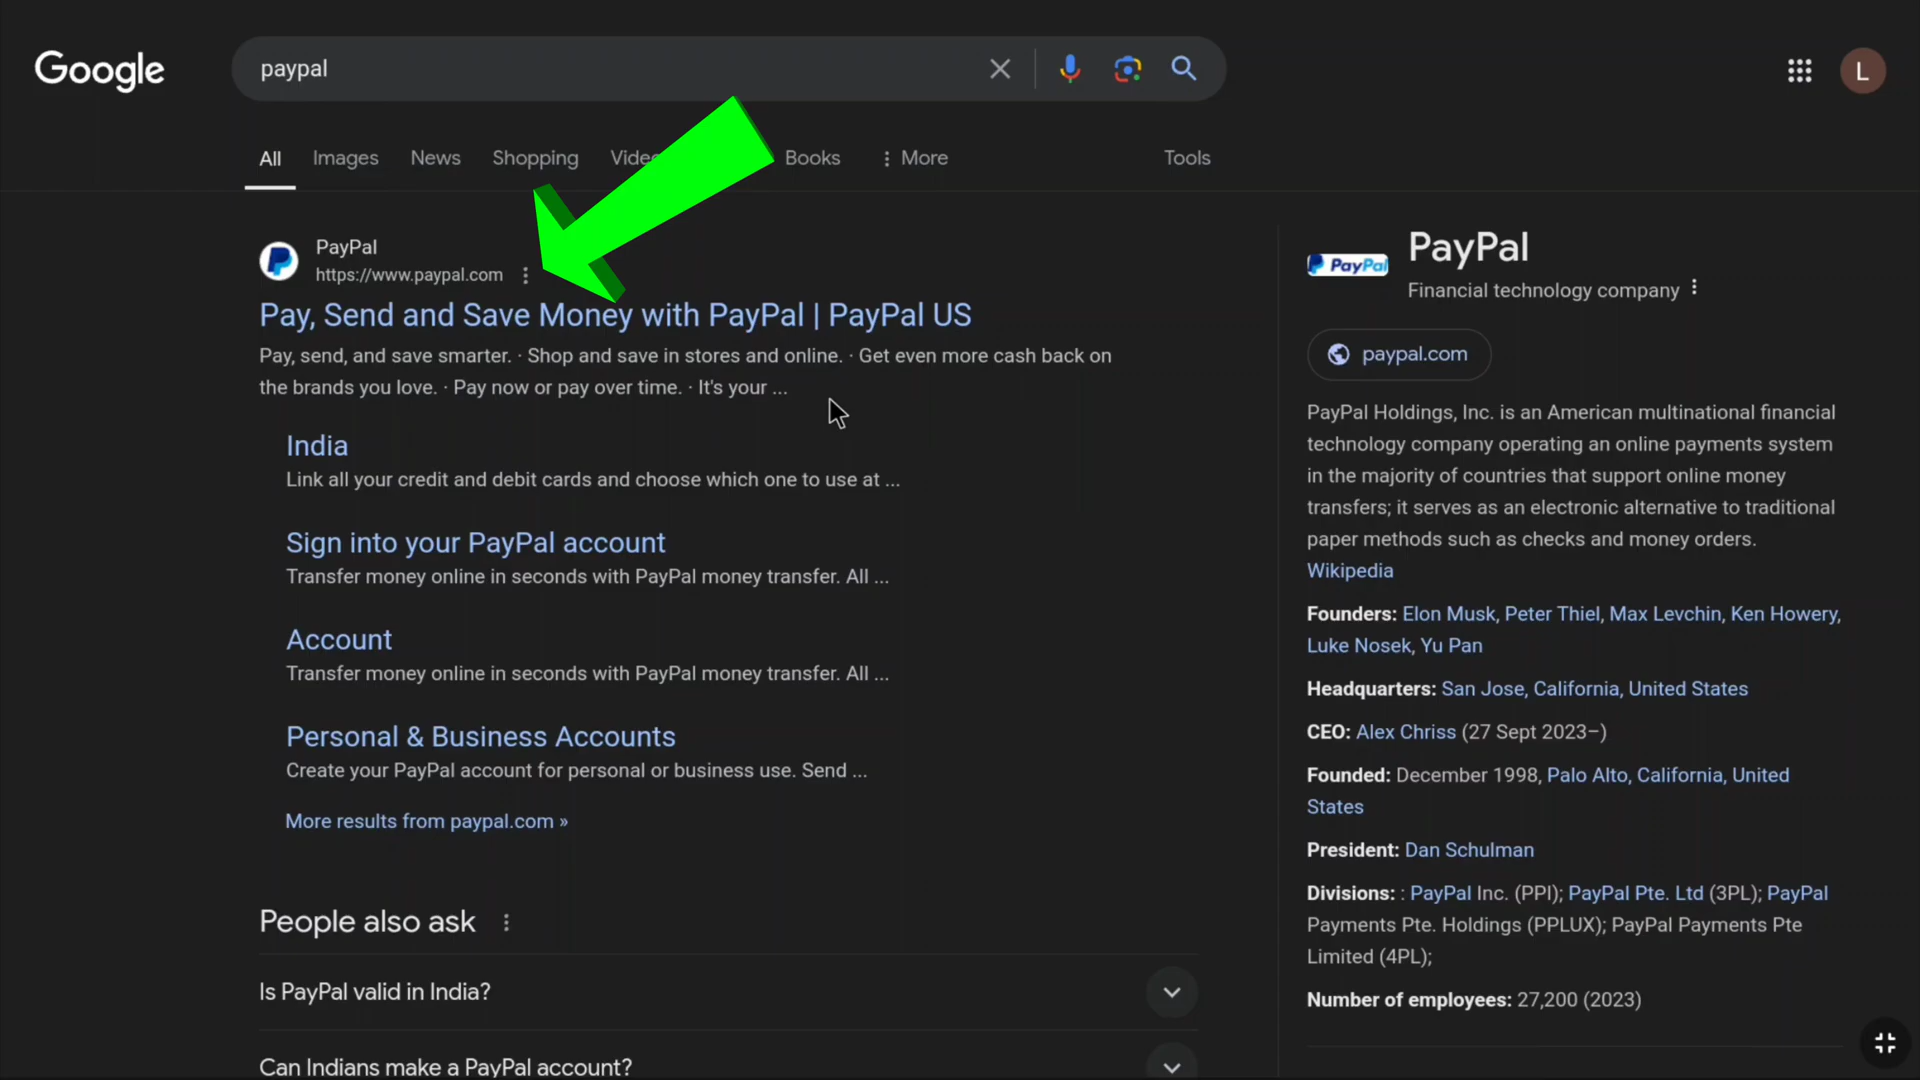 Google
paypal
L
All Images News Shopping Books More Tools
PayPal
https://www.paypal.com
Pay, Send and Save Money with PayPal | PayPal US
Pay, send, and save smarter. · Shop and save in stores and online. · Get even more cash back on
the brands you love. · Pay now or pay over time. · It's your ...
India
Link all your credit and debit cards and choose which one to use at ...
Sign into your PayPal account
Transfer money online in seconds with PayPal money transfer. All ...
Account
Transfer money online in seconds with PayPal money transfer. All ...
Personal & Business Accounts
Create your PayPal account for personal or business use. Send ...
More results from paypal.com »
People also ask
Is PayPal valid in India?
Can Indians make a PayPal account?
PayPal
PayPal
Financial technology company
paypal.com
PayPal Holdings, Inc. is an American multinational financial
technology company operating an online payments system
in the majority of countries that support online money
transfers; it serves as an electronic alternative to traditional
paper methods such as checks and money orders.
Wikipedia
Founders: Elon Musk, Peter Thiel, Max Levchin, Ken Howery,
Luke Nosek, Yu Pan
Headquarters: San Jose, California, United States
CEO: Alex Chriss (27 Sept 2023–)
Founded: December 1998, Palo Alto, California, United
States
President: Dan Schulman
Divisions: : PayPal Inc. (PPI); PayPal Pte. Ltd (3PL); PayPal
Payments Pte. Holdings (PPLUX); PayPal Payments Pte
Limited (4PL);
Number of employees: 27,200 (2023)